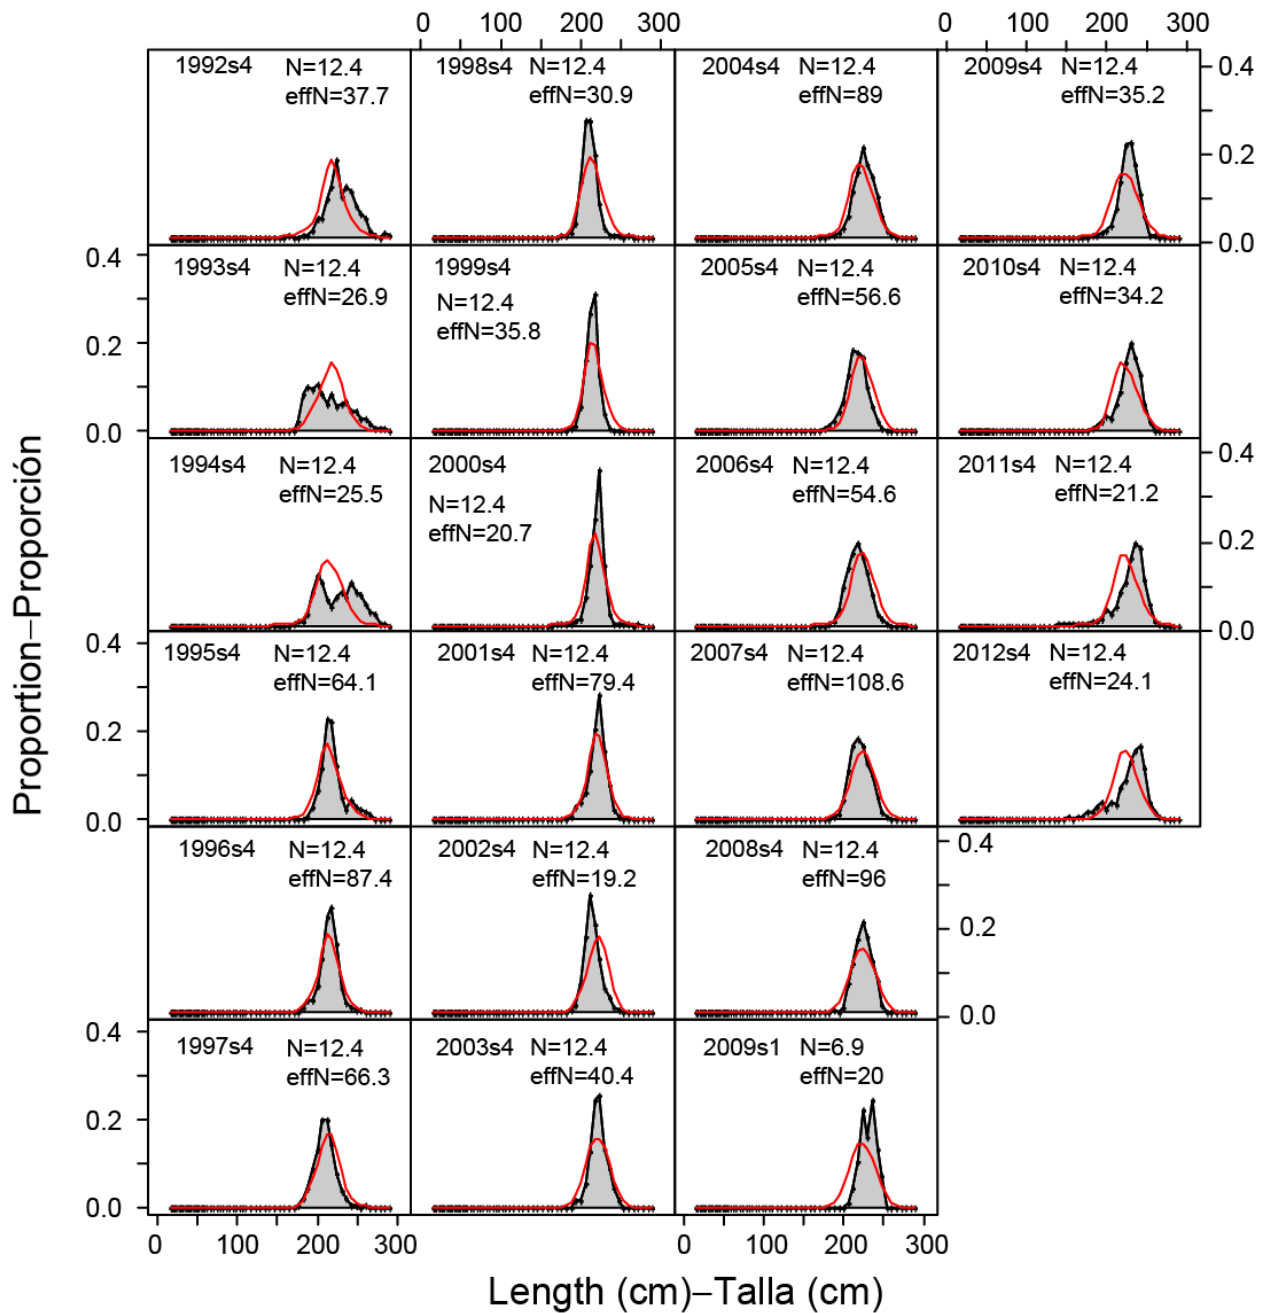 0 100 200 300 0 100 200 300
1992s4 N=12.4
effN=37.7
1998s4 N=12.4
effN=30.9
2004s4 N=12.4
effN=89
2009s4 N=12.4
effN=35.2
0.4
0.2
0.0
0.4
0.2
0.0
1993s4 N=12.4
effN=26.9
1999s4
N=12.4
effN=35.8
2005s4 N=12.4
effN=56.6
2010s4 N=12.4
effN=34.2
1994s4 N=12.4
effN=25.5
2000s4
N=12.4
effN=20.7
2006s4 N=12.4
effN=54.6
2011s4 N=12.4
effN=21.2
0.4
0.2
0.0
0.4
0.2
0.0
1995s4 N=12.4
effN=64.1
2001s4 N=12.4
effN=79.4
2007s4 N=12.4
effN=108.6
2012s4 N=12.4
effN=24.1
1996s4 N=12.4
effN=87.4
2002s4 N=12.4
effN=19.2
2008s4 N=12.4
effN=96
0.4
0.2
0.0
0.4
0.2
0.0
1997s4 N=12.4
effN=66.3
2003s4 N=12.4
effN=40.4
2009s1 N=6.9
effN=20
0 100 200 300 0 100 200 300
Proportion−Proporción
Length (cm)−Talla (cm)